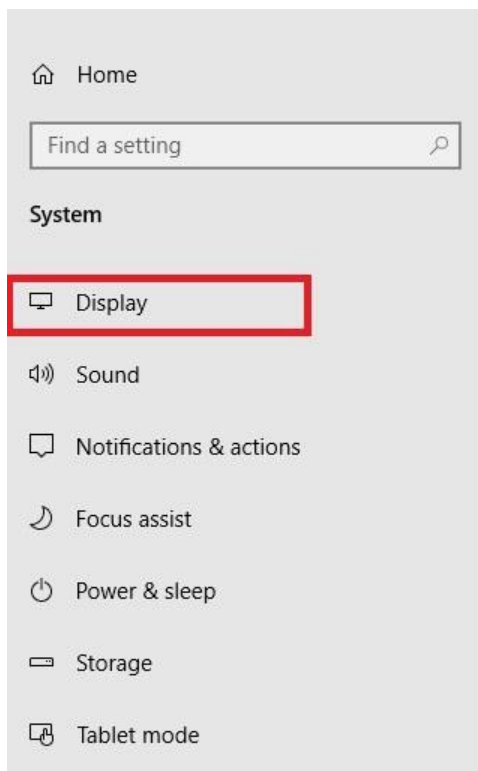 Home
Find a setting
System
Display
Sound
Notifications & actions
Focus assist
Power & sleep
Storage
Tablet mode